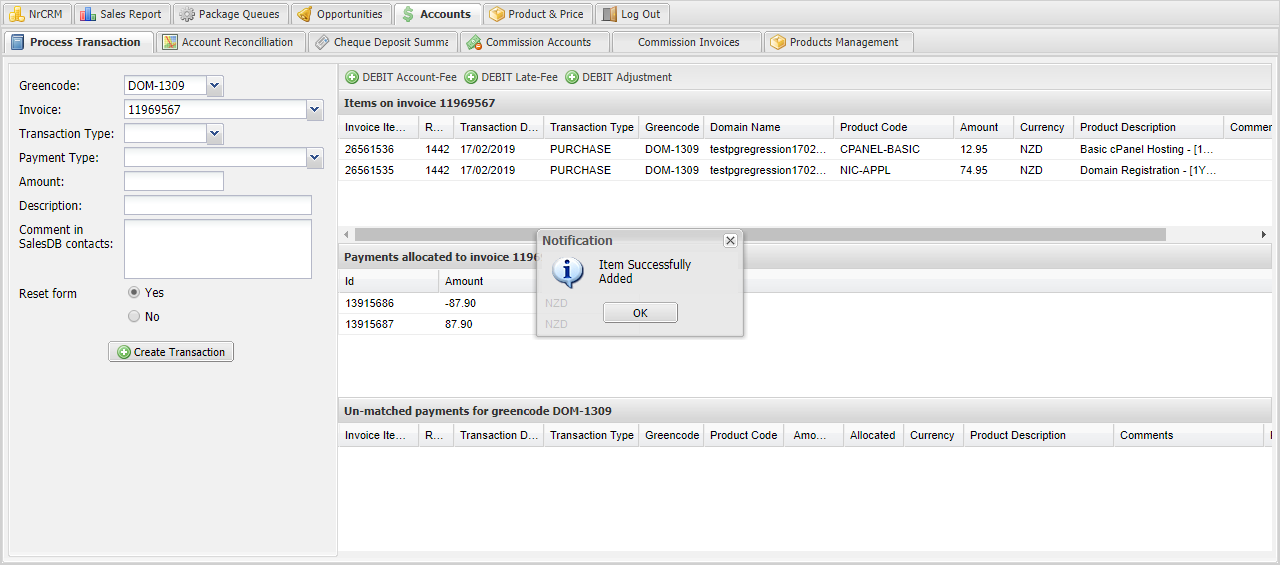 NrCRM Sales Report Package Queues Opportunities Accounts Product & Price Log Out
Process Transaction Account Reconcilliation Cheque Deposit Summa Commission Accounts Commission Invoices Products Management
Greencode: DOM-1309
Invoice: 11969567
Transaction Type:
Payment Type:
Amount:
Description:
Comment in
SalesDB contacts:
Reset form Yes
No
Create Transaction
DEBIT Account-Fee DEBIT Late-Fee DEBIT Adjustment
Items on invoice 11969567
Invoice Ite... R... Transaction D... Transaction Type Greencode Domain Name Product Code Amount Currency Product Description Commen
26561536 1442 17/02/2019 PURCHASE DOM-1309 testpgregression1702... CPANEL-BASIC 12.95 NZD Basic cPanel Hosting - [1...
26561535 1442 17/02/2019 PURCHASE DOM-1309 testpgregression1702... NIC-APPL 74.95 NZD Domain Registration - [1Y...
Payments allocated to invoice 1196
Id Amount
13915686 -87.90 NZD
13915687 87.90 NZD
Notification
Item Successfully
Added
OK
Un-matched payments for greencode DOM-1309
Invoice Ite... R... Transaction D... Transaction Type Greencode Product Code Amo... Allocated Currency Product Description Comments